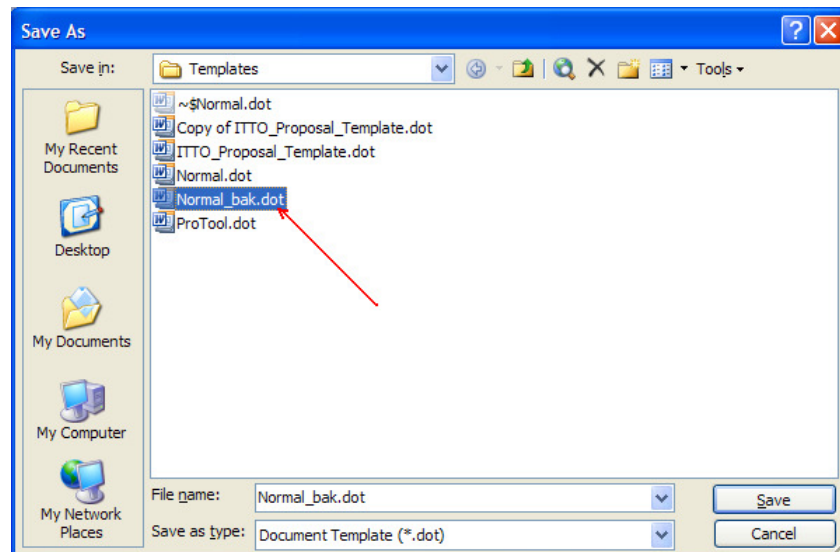 Save As
Save in:
Templates
Tools
~$Normal.dot
Copy of ITTO_Proposal_Template.dot
ITTO_Proposal_Template.dot
Normal.dot
Normal_bak.dot
ProTool.dot
My Recent
Documents
Desktop
My Documents
My Computer
My Network
Places
File name:
Normal_bak.dot
Save
Save as type:
Document Template (*.dot)
Cancel